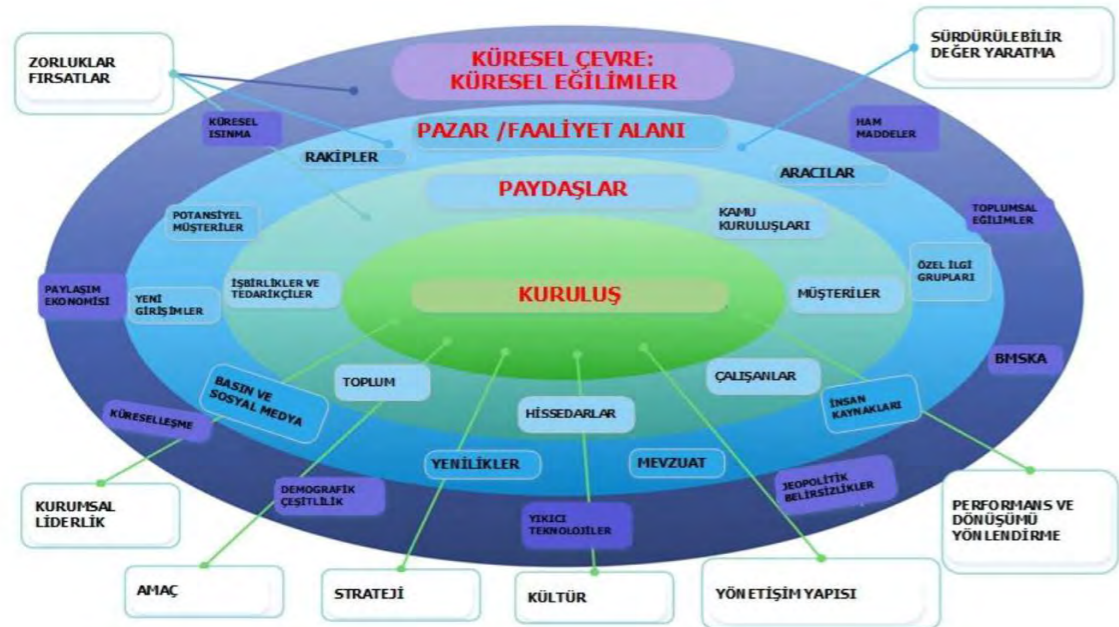 ZORLUKLAR
FIRSATLAR
KÜRESEL ÇEVRE:
KÜRESEL EĞİLİMLER
SÜRDÜRÜLEBİLİR
DEĞER YARATMA
KÜRESEL
ISINMA
PAZAR /FAALİYET ALANI
HAM
MADDELER
RAKİPLER
ARACILAR
PAYDAŞLAR
POTANSİYEL
MÜŞTERİLER
KAMU
KURULUŞLARI
TOPLUMSAL
EĞİLİMLER
PAYLAŞIM
EKONOMİSİ
YENİ
GİRİŞİMLER
İŞBİRLİKLER VE
TEDARİKÇİLER
KURULUŞ
MÜŞTERİLER
ÖZEL İLGİ
GRUPLARI
BMSKA
TOPLUM
ÇALIŞANLAR
BASIN VE
SOSYAL MEDYA
İNSAN
KAYNAKLARI
KÜRESELLEŞME
HİSSEDARLAR
YENİLİKLER
MEVZUAT
DEMOGRAFİK
ÇEŞİTLİLİK
JEOPOLİTİK
BELİRSİZLİKLER
YIKICI
TEKNOLOJİLER
KURUMSAL
LİDERLİK
PERFORMANS VE
DÖNÜŞÜMÜ
YÖNLENDİRME
AMAÇ
STRATEJİ
KÜLTÜR
YÖNETİŞİM YAPISI